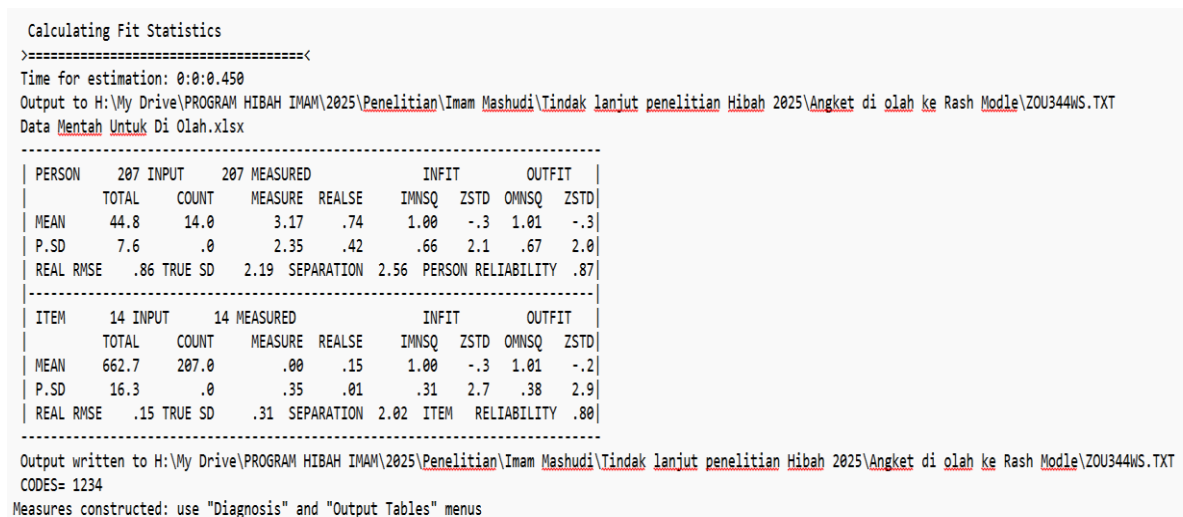 Calculating Fit Statistics
>=====================================<
Time for estimation: 0:0:0.450
Output to H:\My Drive\PROGRAM HIBAH IMAM\2025\Penelitian\Imam Mashudi\Tindak lanjut penelitian Hibah 2025\Angket di olah ke Rash Modle\ZOU344WS.TXT
Data Mentah Untuk Di Olah.xlsx
--------------------------------------------------------------------------------
| PERSON 207 INPUT 207 MEASURED INFIT OUTFIT |
| TOTAL COUNT MEASURE REALSE IMNSQ ZSTD OMNSQ ZSTD|
| MEAN 44.8 14.0 3.17 .74 1.00 -.3 1.01 -.3|
| P.SD 7.6 .0 2.35 .42 .66 2.1 .67 2.0|
| REAL RMSE .86 TRUE SD 2.19 SEPARATION 2.56 PERSON RELIABILITY .87|
|------------------------------------------------------------------------------|
| ITEM 14 INPUT 14 MEASURED INFIT OUTFIT |
| TOTAL COUNT MEASURE REALSE IMNSQ ZSTD OMNSQ ZSTD|
| MEAN 662.7 207.0 .00 .15 1.00 -.3 1.01 -.2|
| P.SD 16.3 .0 .35 .01 .31 2.7 .38 2.9|
| REAL RMSE .15 TRUE SD .31 SEPARATION 2.02 ITEM RELIABILITY .80|
--------------------------------------------------------------------------------
Output written to H:\My Drive\PROGRAM HIBAH IMAM\2025\Penelitian\Imam Mashudi\Tindak lanjut penelitian Hibah 2025\Angket di olah ke Rash Modle\ZOU344WS.TXT
CODES= 1234
Measures constructed: use "Diagnosis" and "Output Tables" menus